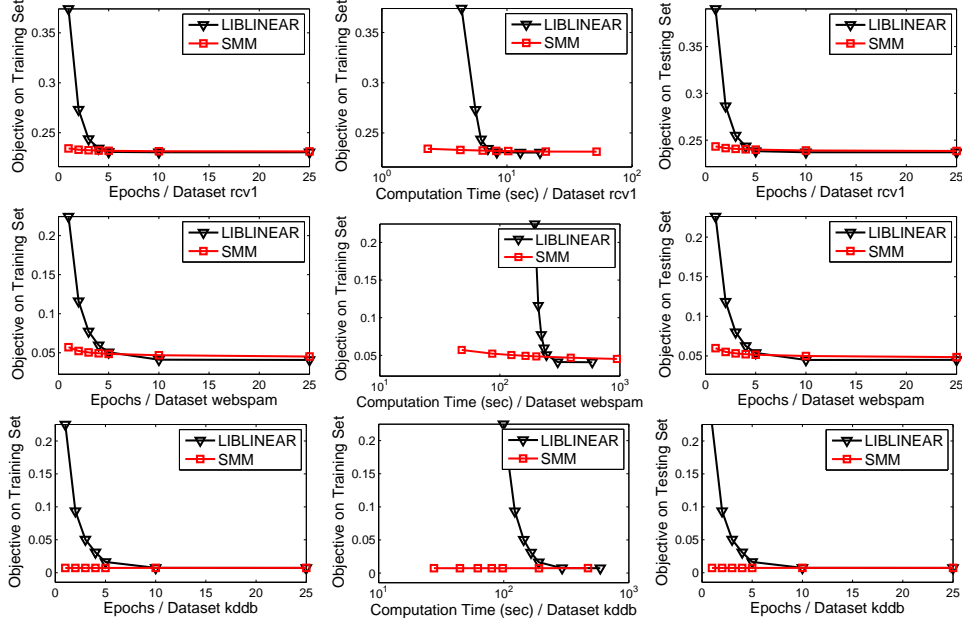 Objective on Training Set
0.35
0.3
0.25
0 5 10 15 20 25
Epochs / Dataset rcv1
LIBLINEAR
SMM
Objective on Training Set
0.35
0.3
0.25
10^0 10^1 10^2
Computation Time (sec) / Dataset rcv1
LIBLINEAR
SMM
Objective on Testing Set
0.35
0.3
0.25
0 5 10 15 20 25
Epochs / Dataset rcv1
LIBLINEAR
SMM
Objective on Training Set
0.2
0.15
0.1
0.05
0 5 10 15 20 25
Epochs / Dataset webspam
LIBLINEAR
SMM
Objective on Training Set
0.2
0.15
0.1
0.05
10^1 10^2 10^3
Computation Time (sec) / Dataset webspam
LIBLINEAR
SMM
Objective on Testing Set
0.2
0.15
0.1
0.05
0 5 10 15 20 25
Epochs / Dataset webspam
LIBLINEAR
SMM
Objective on Training Set
0.2
0.15
0.1
0.05
0
0 5 10 15 20 25
Epochs / Dataset kddb
LIBLINEAR
SMM
Objective on Training Set
0.2
0.15
0.1
0.05
0
10^1 10^2 10^3
Computation Time (sec) / Dataset kddb
LIBLINEAR
SMM
Objective on Testing Set
0.2
0.15
0.1
0.05
0
0 5 10 15 20 25
Epochs / Dataset kddb
LIBLINEAR
SMM